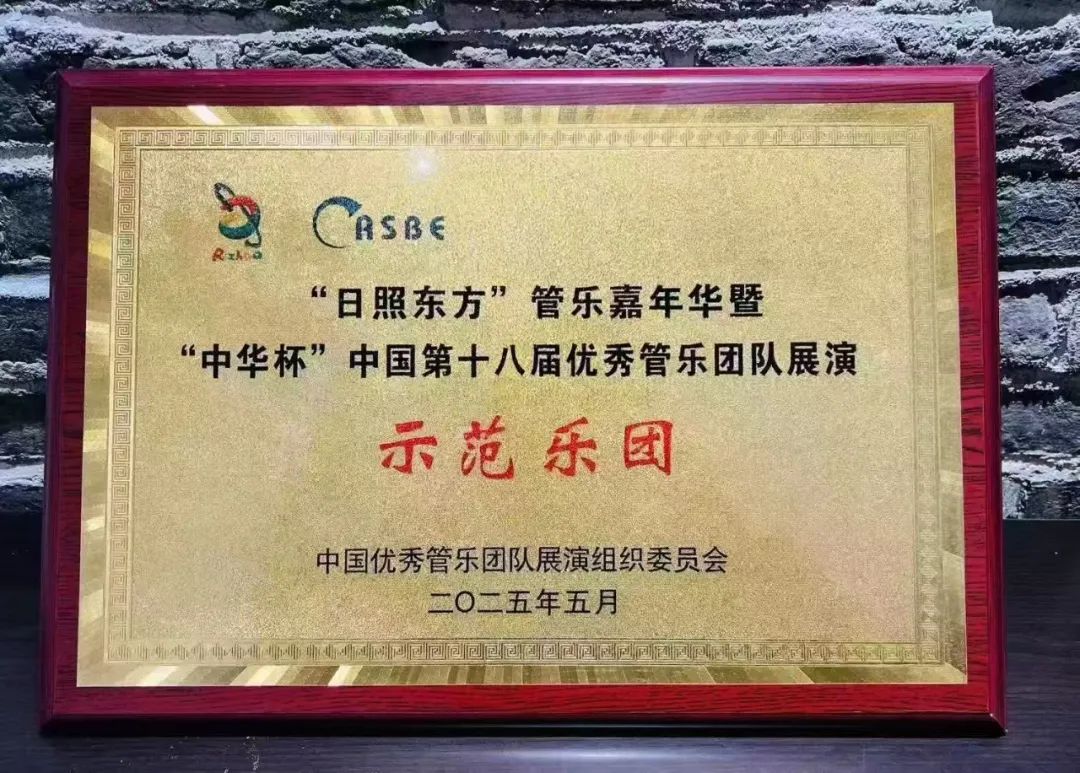 Rizhao
CASBE
“日照东方”管乐嘉年华暨
“中华杯”中国第十八届优秀管乐团队展演
示范乐团
中国优秀管乐团队展演组织委员会
二〇二五年五月